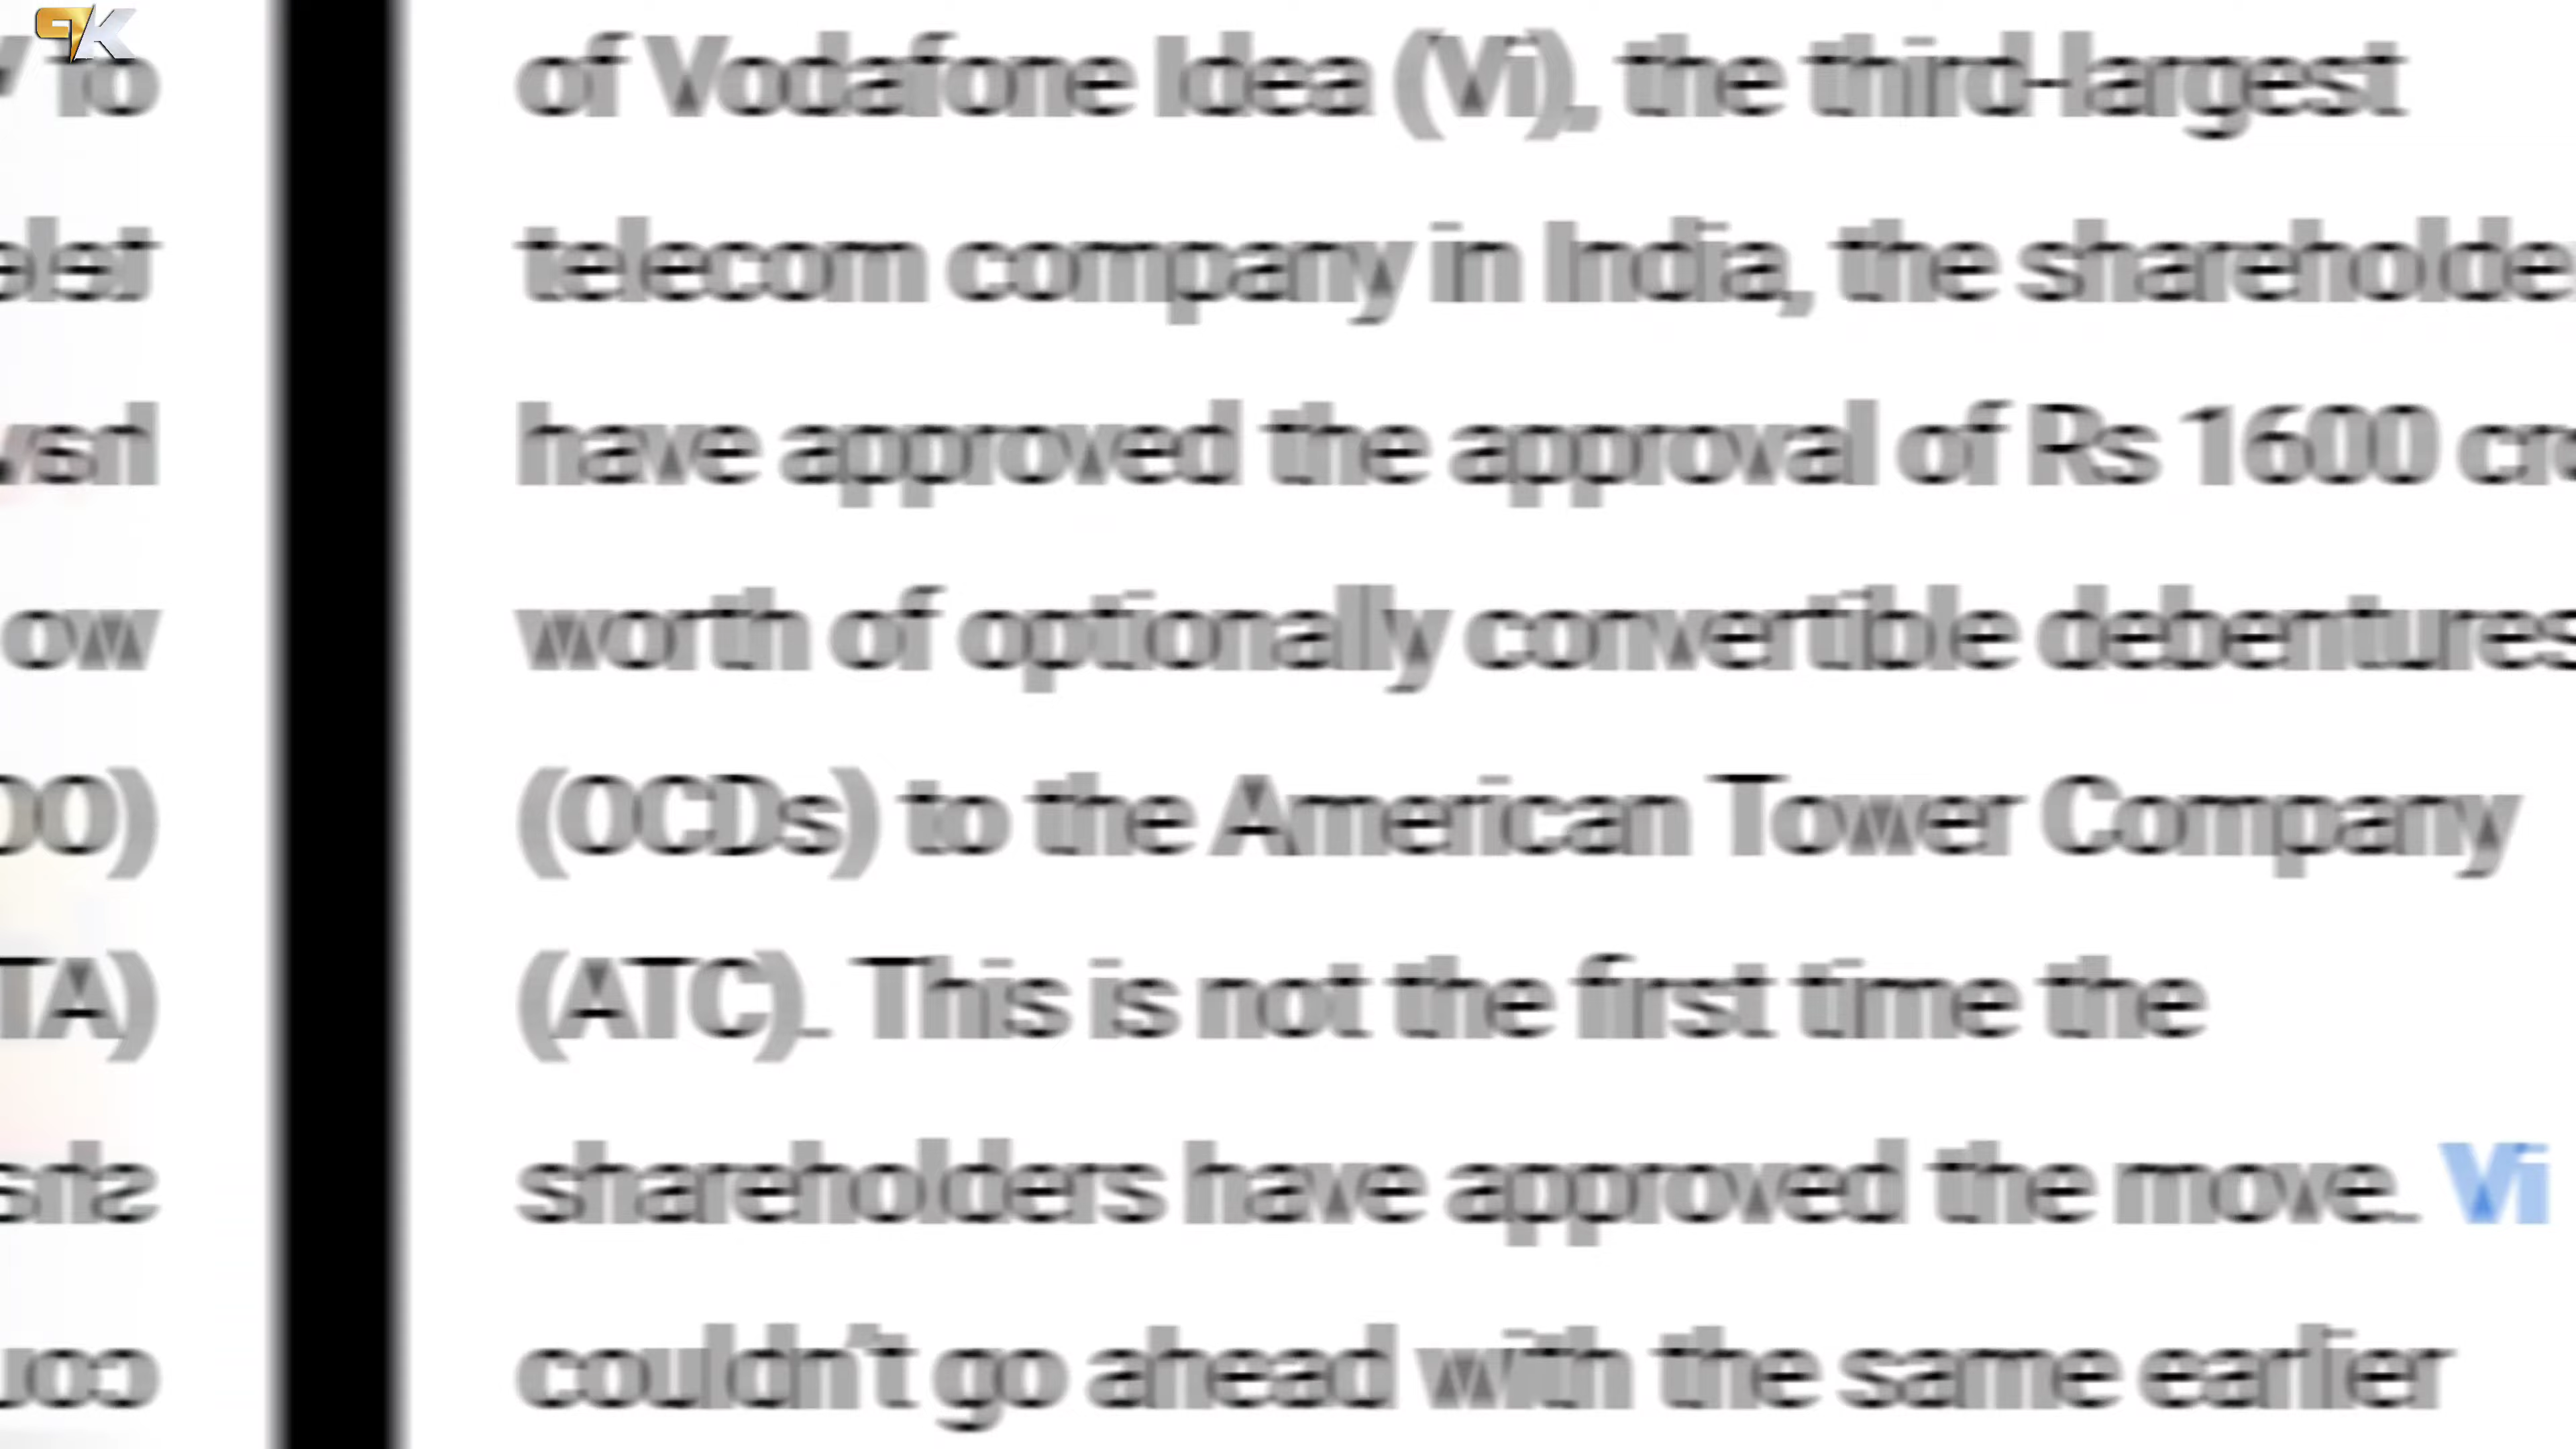 of Vodafone Idea (Vi), the third-largest
telecom company in India, the shareholde
have approved the approval of Rs 1600 cro
worth of optionally convertible debentures
(OCDs) to the American Tower Company
(ATC). This is not the first time the
shareholders have approved the move. Vi
couldn't go ahead with the same earlier